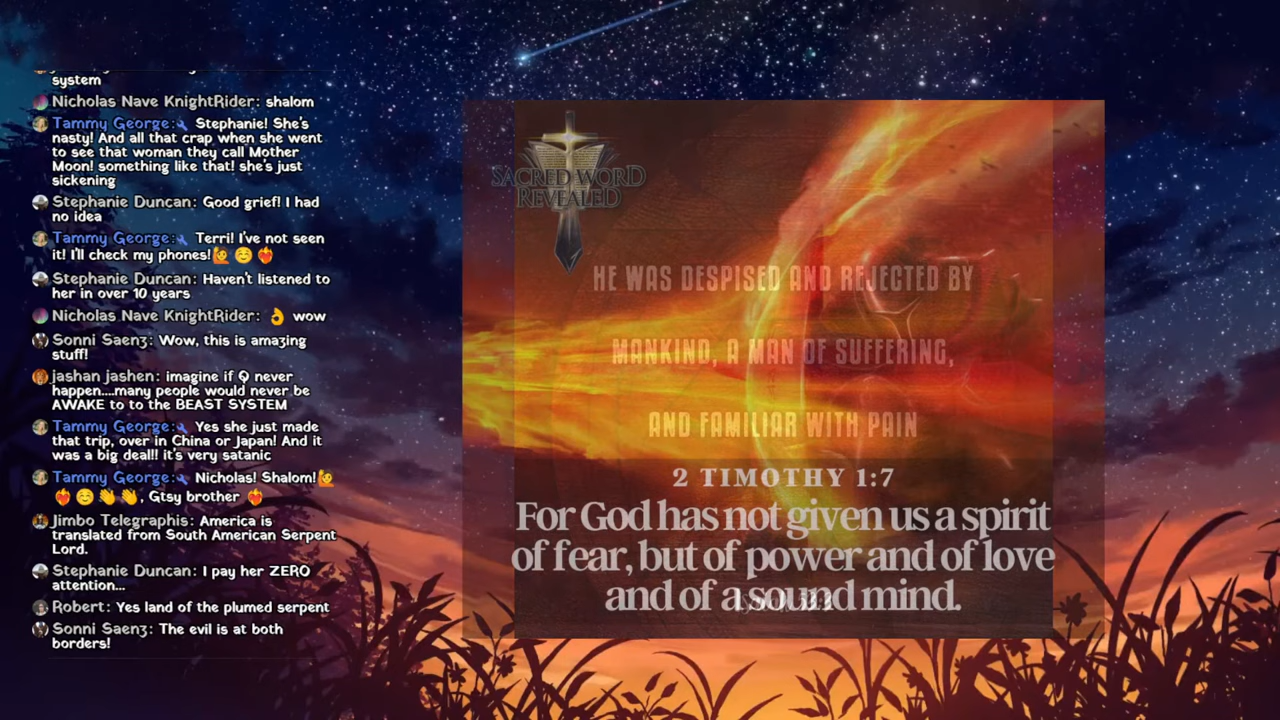 system
Nicholas Nave KnightRider: shalom
Tammy George: Stephanie! She's
nasty! And all that crap when she went
to see that woman they call Mother
Moon! something like that! she's just
sickening
Stephanie Duncan: Good grief! I had
no idea
Tammy George: Terri! I've not seen
it! I'll check my phones!🙋☺️❤️‍🔥
Stephanie Duncan: Haven't listened to
her in over 10 years
Nicholas Nave KnightRider: 👌 wow
Sonni Saenz: Wow, this is amazing
stuff!
jashan jashen: imagine if Q never
happen....many people would never be
AWAKE to to the BEAST SYSTEM
Tammy George: Yes she just made
that trip, over in China or Japan! And it
was a big deal!! it's very satanic
Tammy George: Nicholas! Shalom!🙋
❤️‍🔥☺️👋👋, Gtsy brother ❤️‍🔥
Jimbo Telegraphis: America is
translated from South American Serpent
Lord.
Stephanie Duncan: I pay her ZERO
attention...
Robert: Yes land of the plumed serpent
Sonni Saenz: The evil is at both
borders!
SACRED WORD
REVEALED
HE WAS DESPISED AND REJECTED BY
MANKIND, A MAN OF SUFFERING,
AND FAMILIAR WITH PAIN
2 TIMOTHY 1:7
For God has not given us a spirit
of fear, but of power and of love
and of a sound mind.